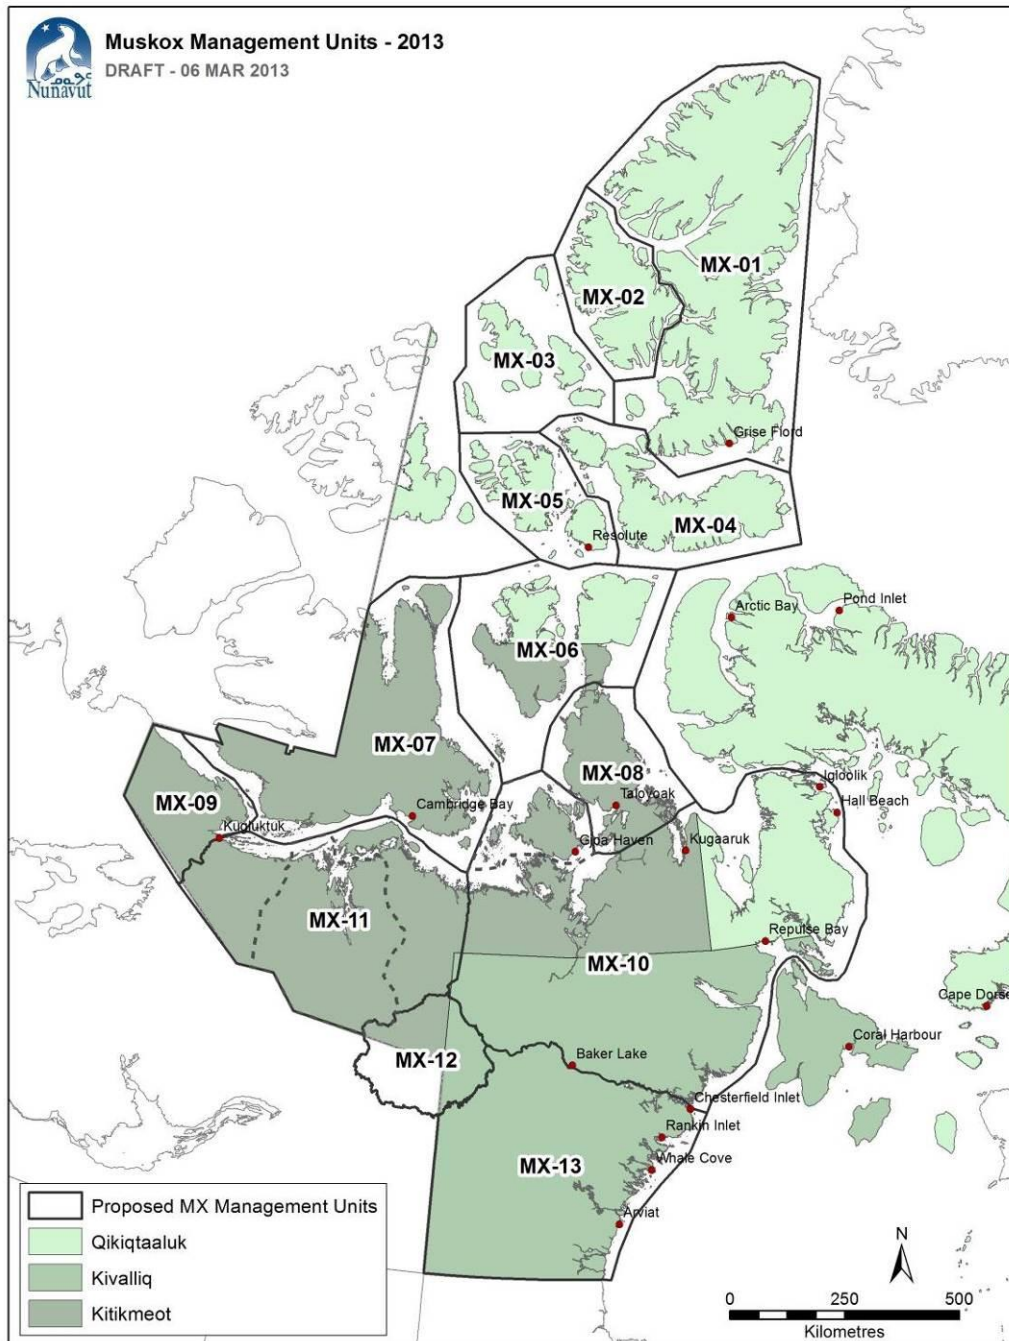 Nunavut
Muskox Management Units - 2013
DRAFT - 06 MAR 2013
MX-01
MX-02
MX-03
Grise Fiord
MX-05
MX-04
Resolute
Arctic Bay
Pond Inlet
MX-06
MX-07
MX-08
Igloolik
MX-09
Cambridge Bay
Taloyoak
Hall Beach
Kugluktuk
Gjoa Haven
Kugaaruk
MX-11
Repulse Bay
MX-10
Cape Dorse
MX-12
Baker Lake
Coral Harbour
Chesterfield Inlet
Rankin Inlet
MX-13
Whale Cove
Arviat
Proposed MX Management Units
Qikiqtaaluk
Kivalliq
Kitikmeot
N
0 250 500
Kilometres